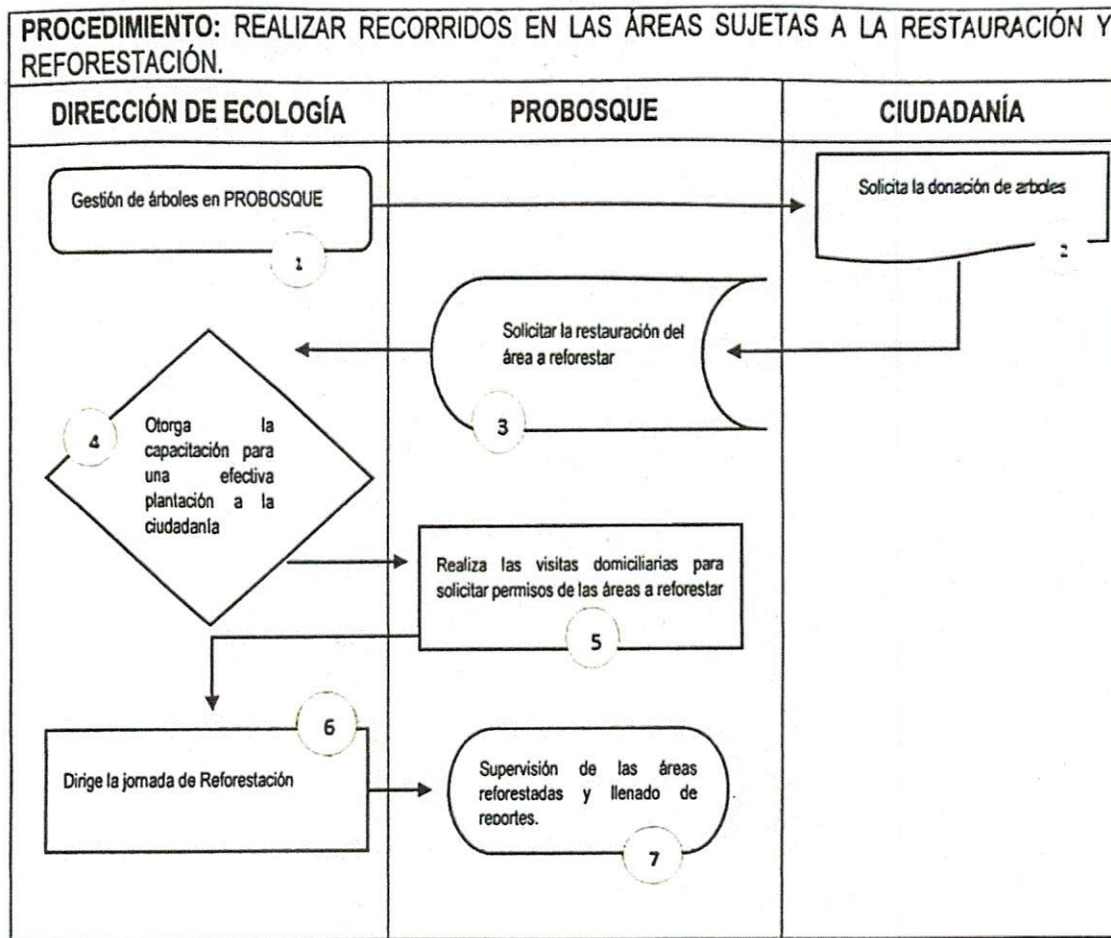 PROCEDIMIENTO: REALIZAR RECORRIDOS EN LAS ÁREAS SUJETAS A LA RESTAURACIÓN Y
REFORESTACIÓN.
DIRECCIÓN DE ECOLOGÍA
PROBOSQUE
CIUDADANÍA
Gestión de árboles en PROBOSQUE
1
Solicita la donación de arboles
2
Solicitar la restauración del
área a reforestar
3
4
Otorga la
capacitación para
una efectiva
plantación a la
ciudadanía
Realiza las visitas domiciliarias para
solicitar permisos de las áreas a reforestar
5
6
Dirige la jornada de Reforestación
Supervisión de las áreas
reforestadas y llenado de
reportes.
7